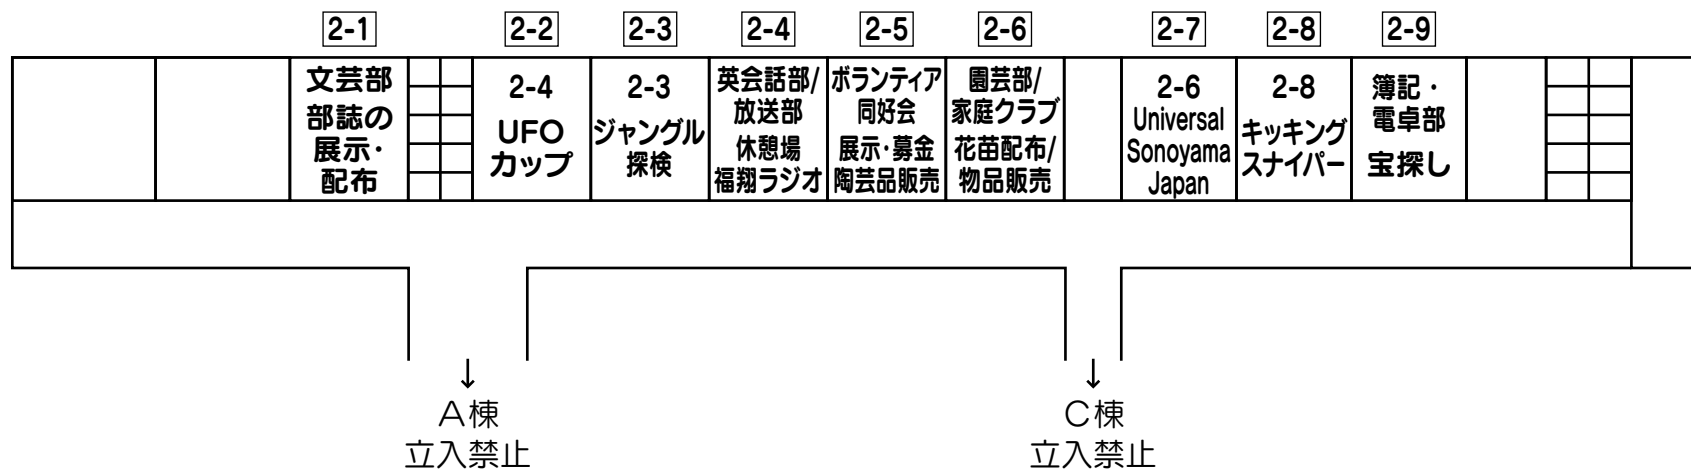 2-1
2-2
2-3
2-4
2-5
2-6
2-7
2-8
2-9
文芸部
部誌の
展示・
配布
2-4
UFO
カップ
2-3
ジャングル
探検
英会話部/
放送部
休憩場
福翔ラジオ
ボランティア
同好会
展示・募金
陶芸品販売
園芸部/
家庭クラブ
花苗配布/
物品販売
2-6
Universal
Sonoyama
Japan
2-8
キッキング
スナイパー
簿記・
電卓部
宝探し
↓
A棟
立入禁止
↓
C棟
立入禁止